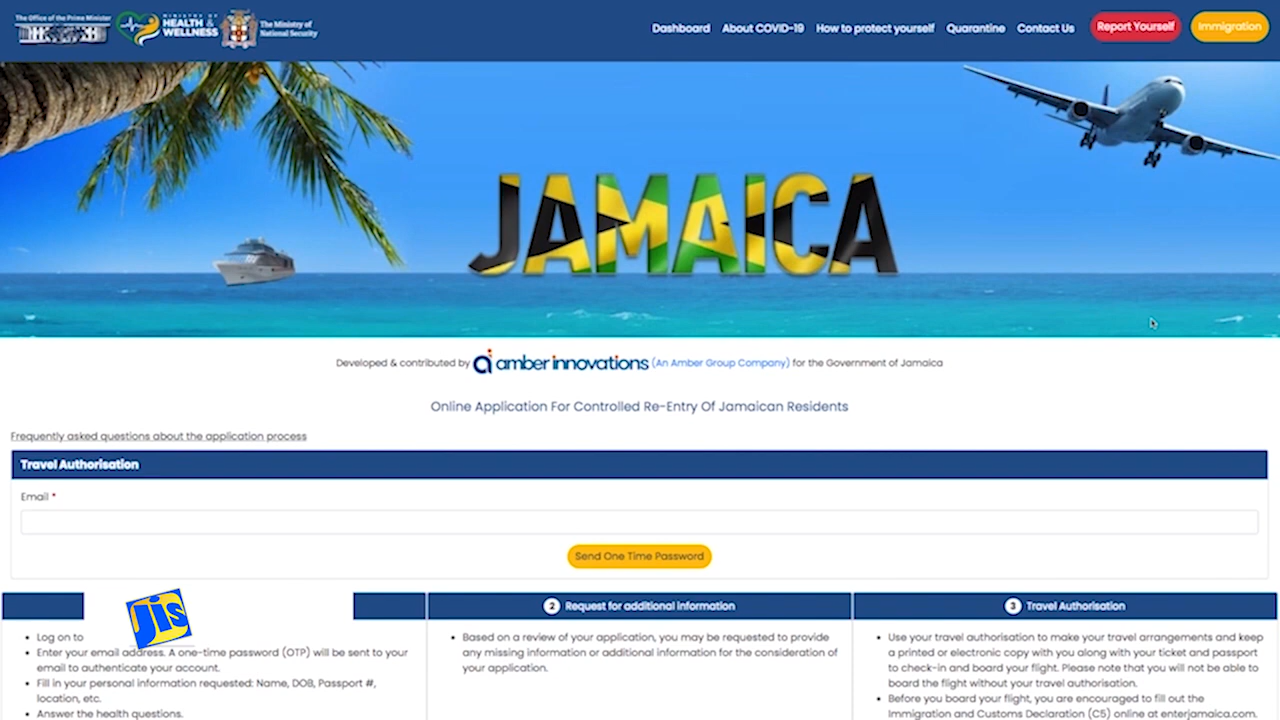 The Office of the Prime Minister
MINISTRY OF
HEALTH &
WELLNESS
The Ministry of
National Security
Dashboard
About COVID-19
How to protect yourself
Quarantine
Contact Us
Report Yourself
Immigration
JAMAICA
Developed & contributed by amber innovations (An Amber Group Company) for the Government of Jamaica
Online Application For Controlled Re-Entry Of Jamaican Residents
Frequently asked questions about the application process
Travel Authorisation
Email *
Send One Time Password
JIS
Log on to
Enter your email address. A one-time password (OTP) will be sent to your
email to authenticate your account.
Fill in your personal information requested: Name, DOB, Passport #,
location, etc.
Answer the health questions.
2 Request for additional information
Based on a review of your application, you may be requested to provide
any missing information or additional information for the consideration of
your application.
3 Travel Authorisation
Use your travel authorisation to make your travel arrangements and keep
a printed or electronic copy with you along with your ticket and passport
to check-in and board your flight. Please note that you will not be able to
board the flight without your travel authorisation.
Before you board your flight, you are encouraged to fill out the
Immigration and Customs Declaration (C5) online at enterjamaica.com.